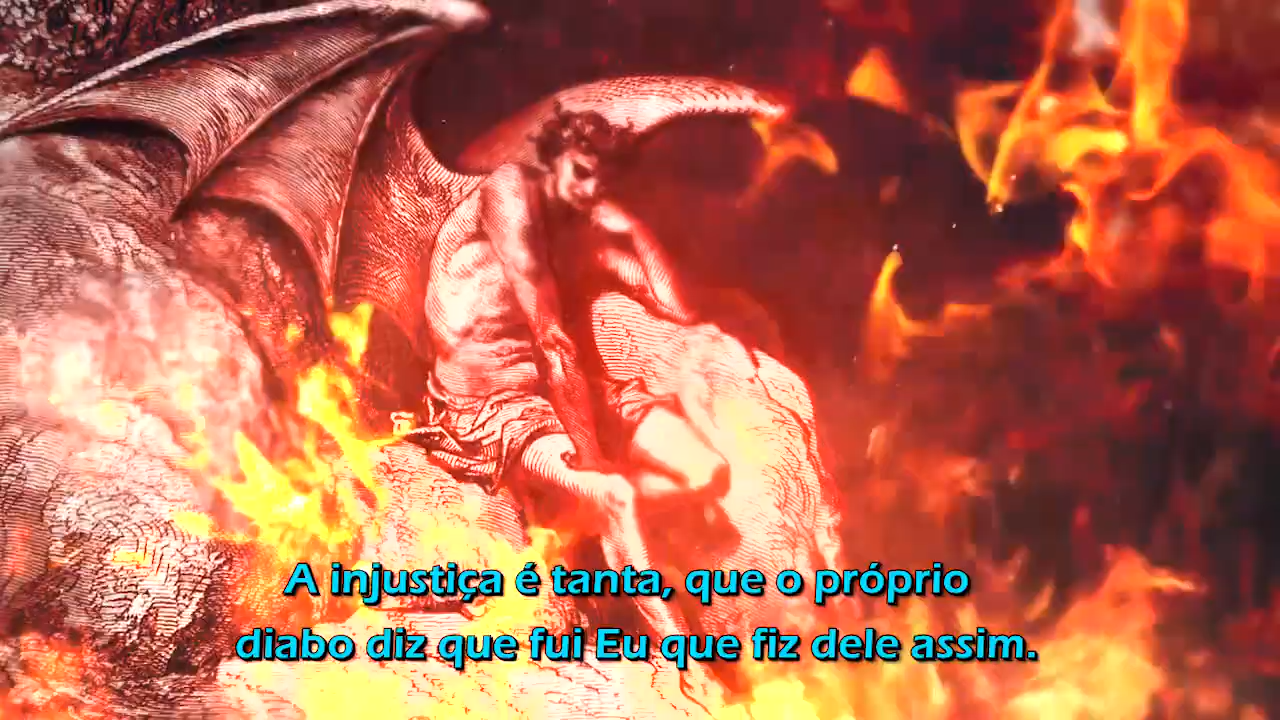 A injustiça é tanta, que o próprio
diabo diz que fui Eu que fiz dele assim.